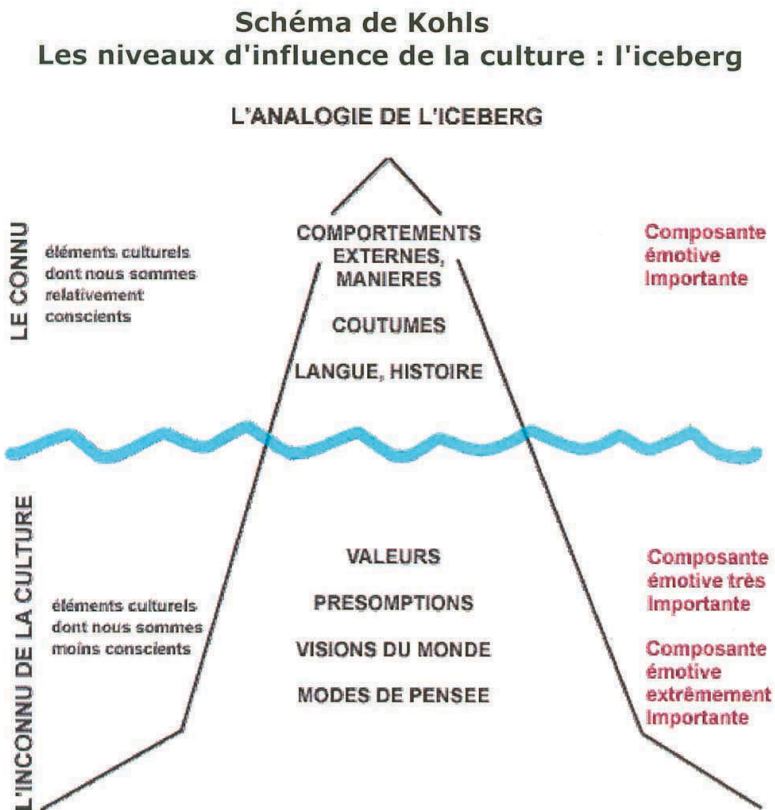 Schéma de Kohls
Les niveaux d'influence de la culture : l'iceberg
L'ANALOGIE DE L'ICEBERG
LE CONNU
éléments culturels
dont nous sommes
relativement
conscients
COMPORTEMENTS
EXTERNES,
MANIERES
COUTUMES
LANGUE, HISTOIRE
Composante
émotive
Importante
L'INCONNU DE LA CULTURE
éléments culturels
dont nous sommes
moins conscients
VALEURS
PRESOMPTIONS
VISIONS DU MONDE
MODES DE PENSEE
Composante
émotive très
Importante
Composante
émotive
extrêmement
Importante